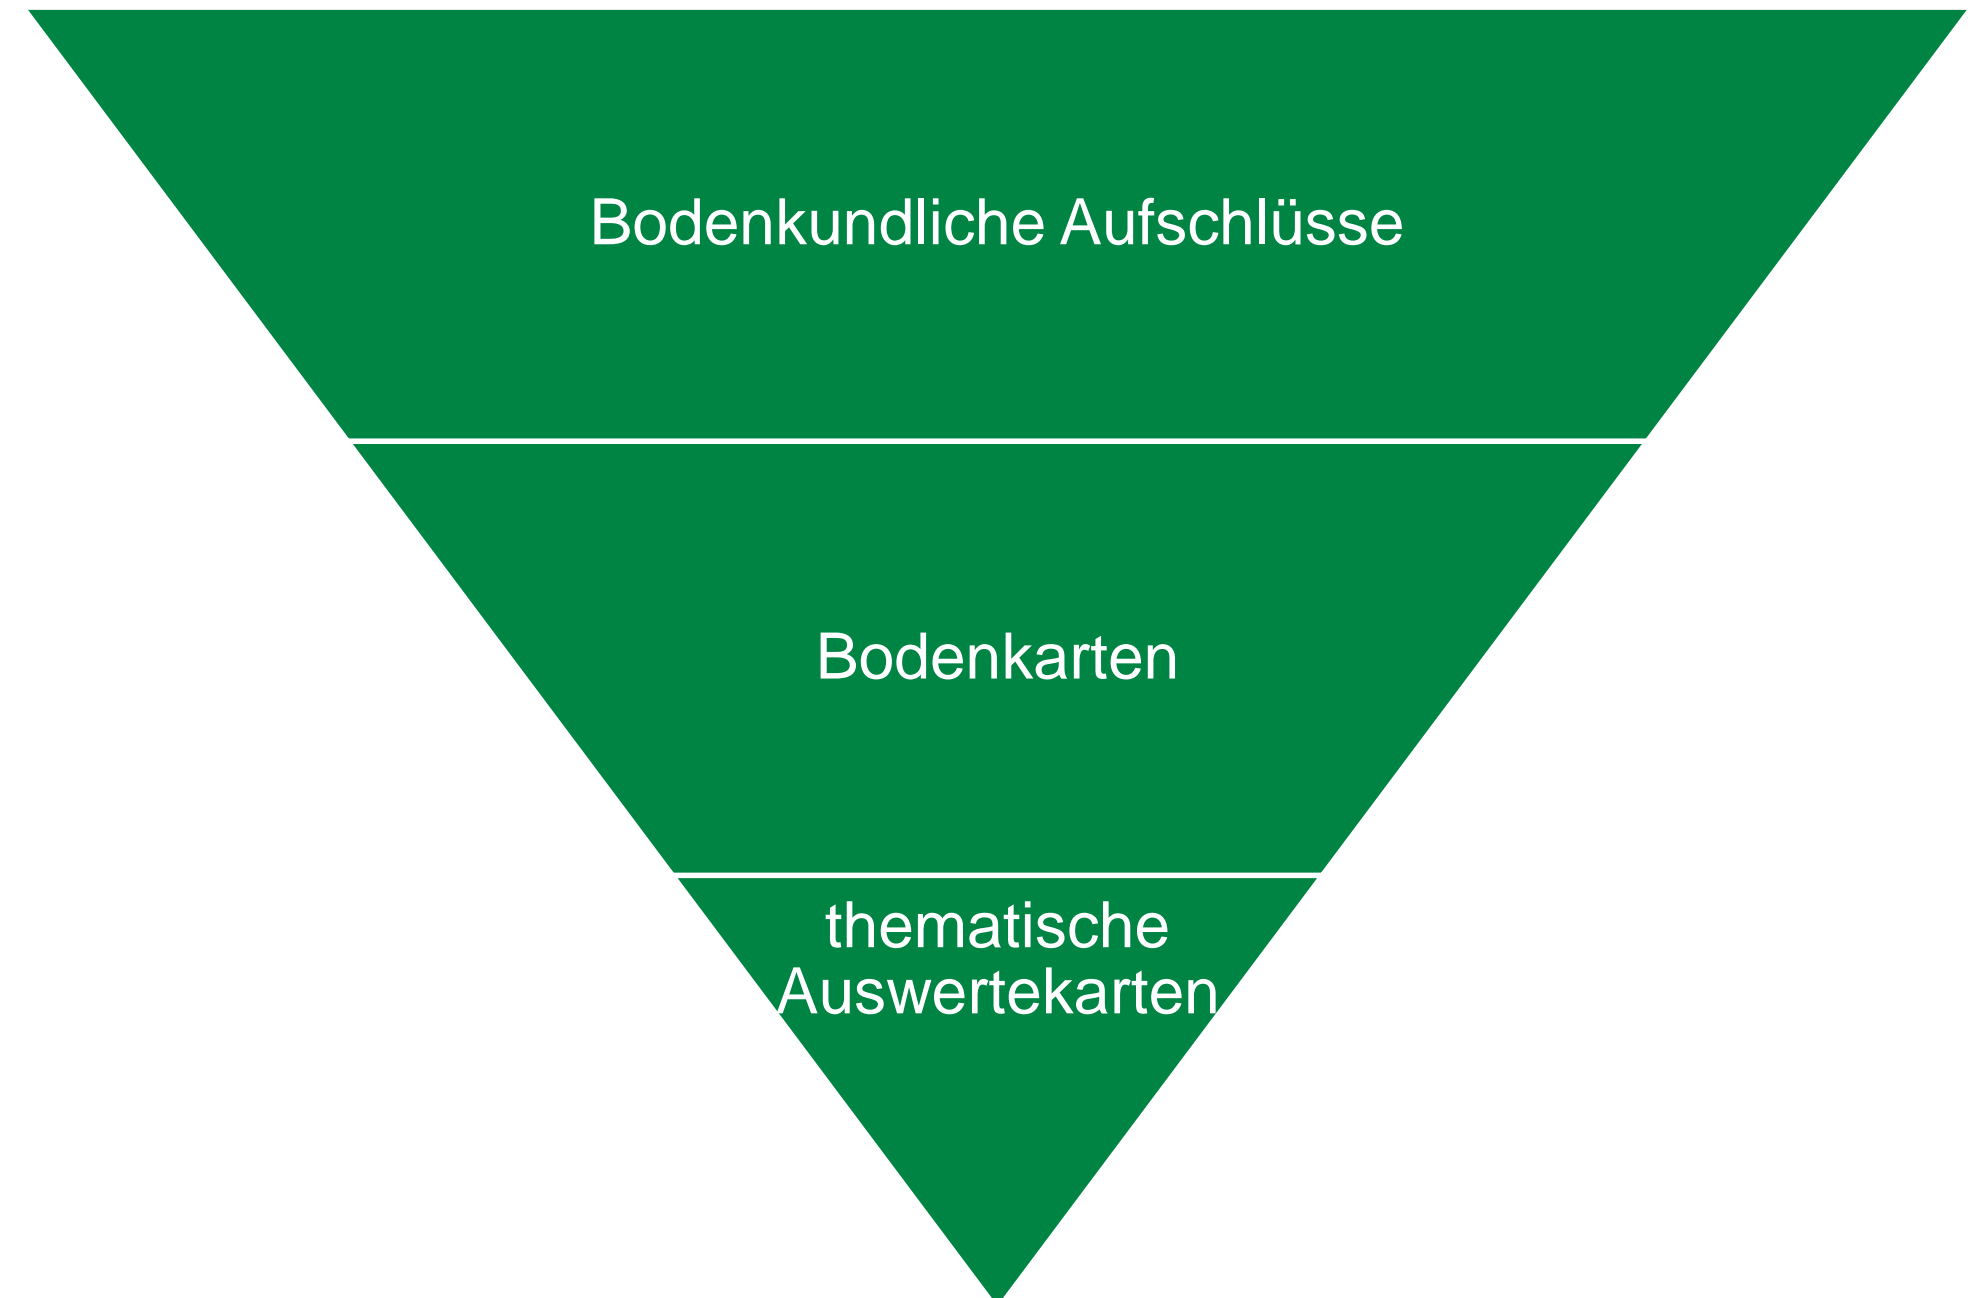 Bodenkundliche Aufschlüsse
Bodenkarten
thematische
Auswertekarten